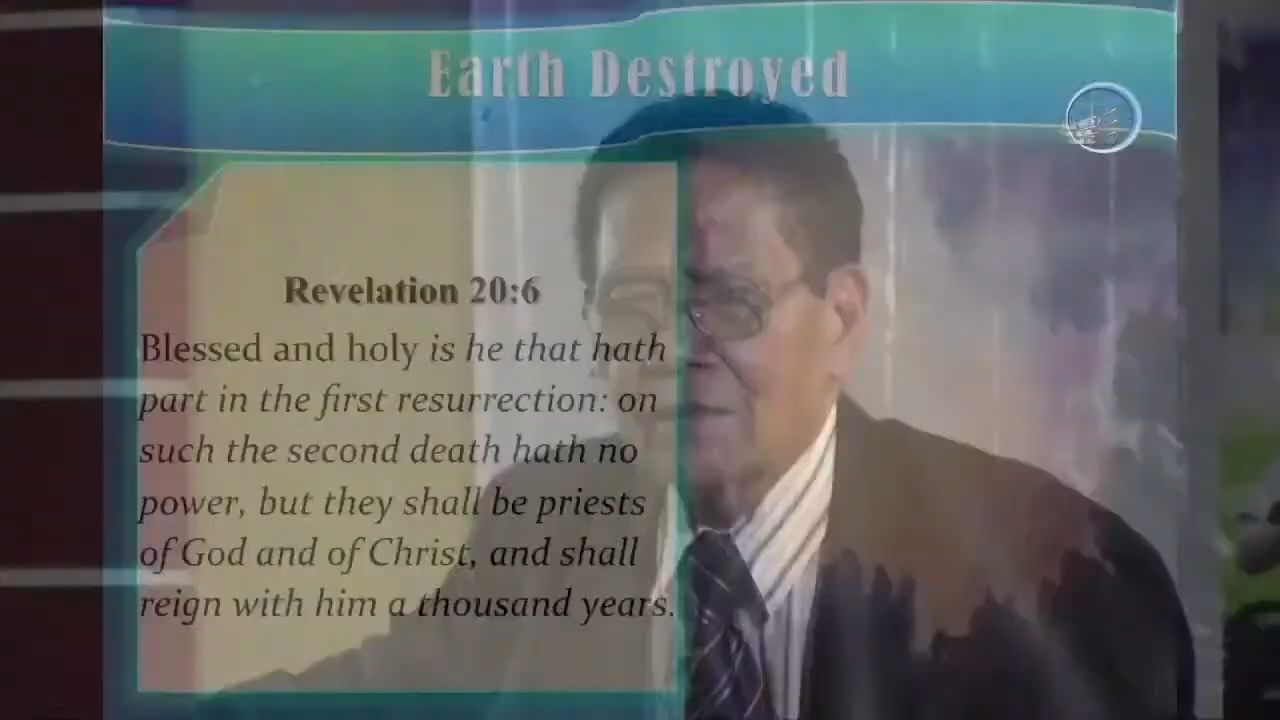 Earth Destroyed
Revelation 20:6
Blessed and holy is he that hath
part in the first resurrection: on
such the second death hath no
power, but they shall be priests
of God and of Christ, and shall
reign with him a thousand years.